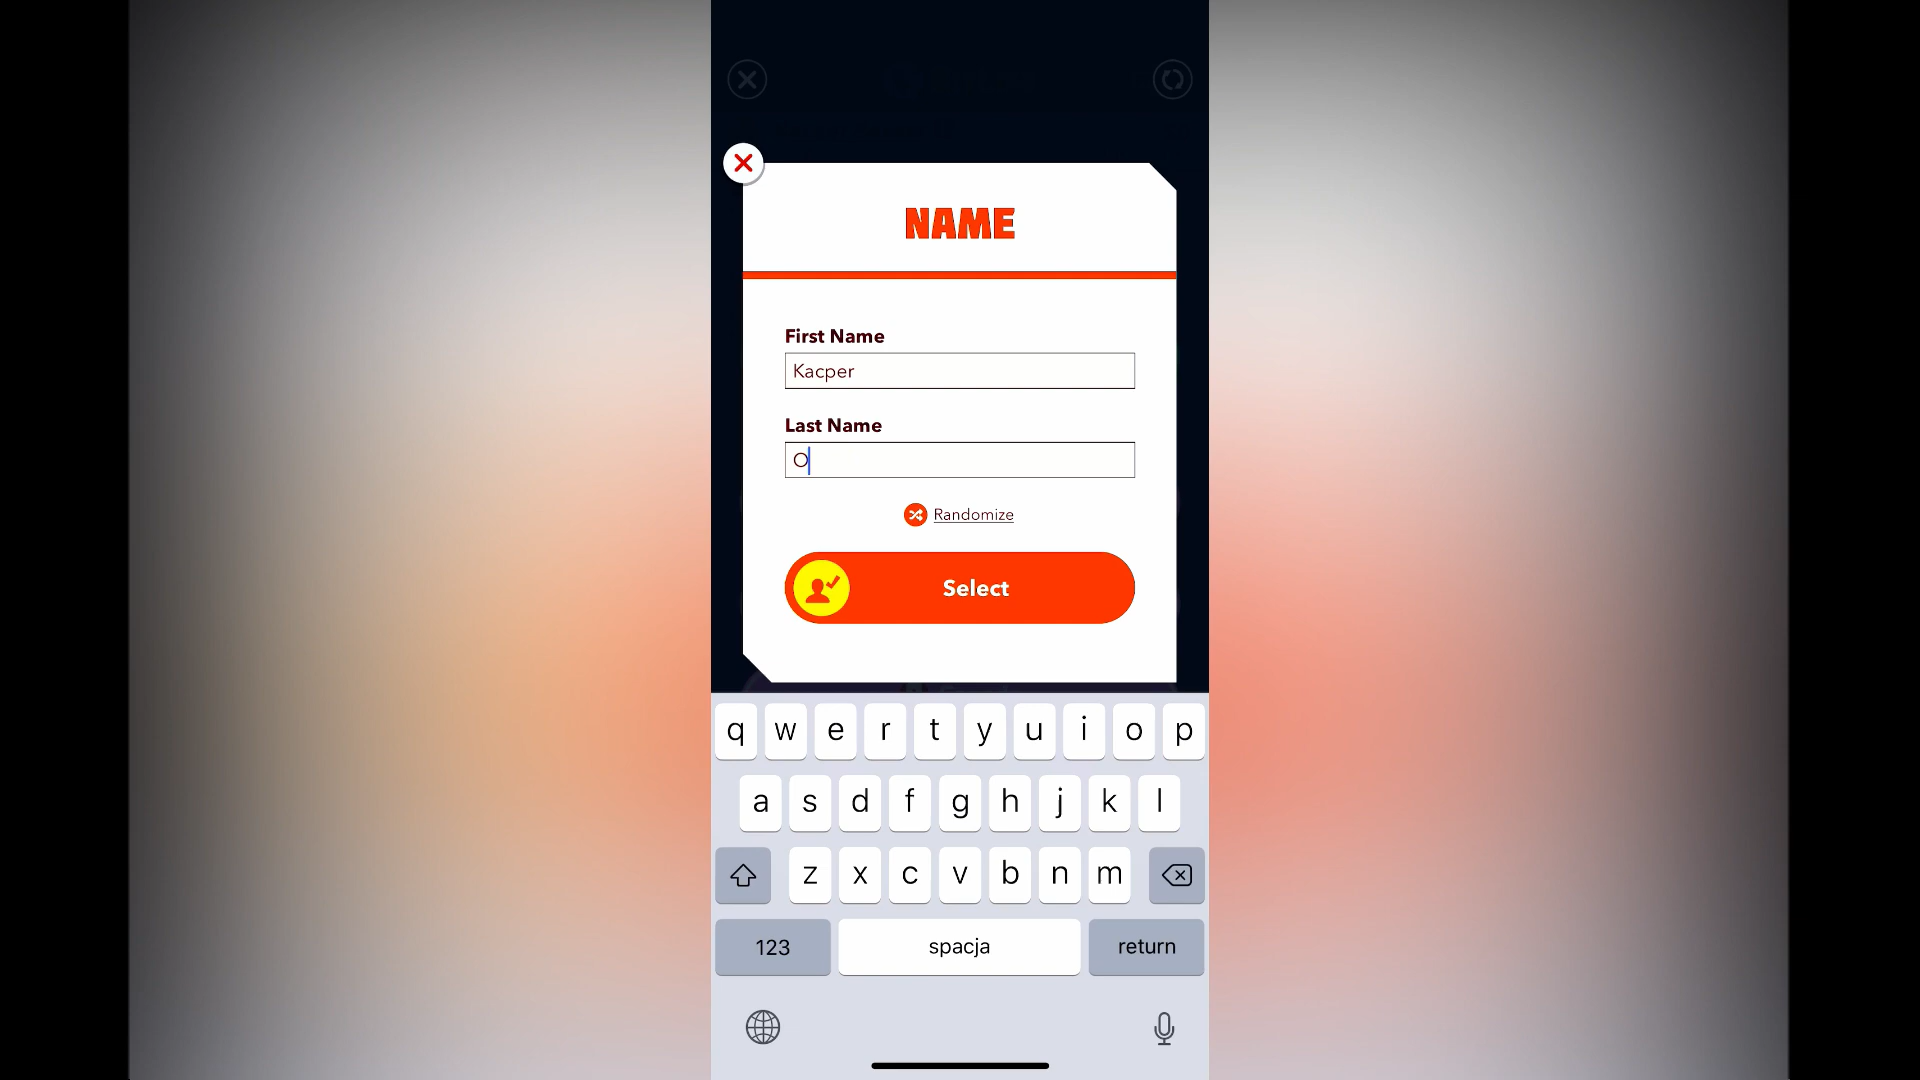 NAME
First Name
Kacper
Last Name
O
Randomize
Select
q w e r t y u i o p
a s d f g h j k l
z x c v b n m
123 spacja return